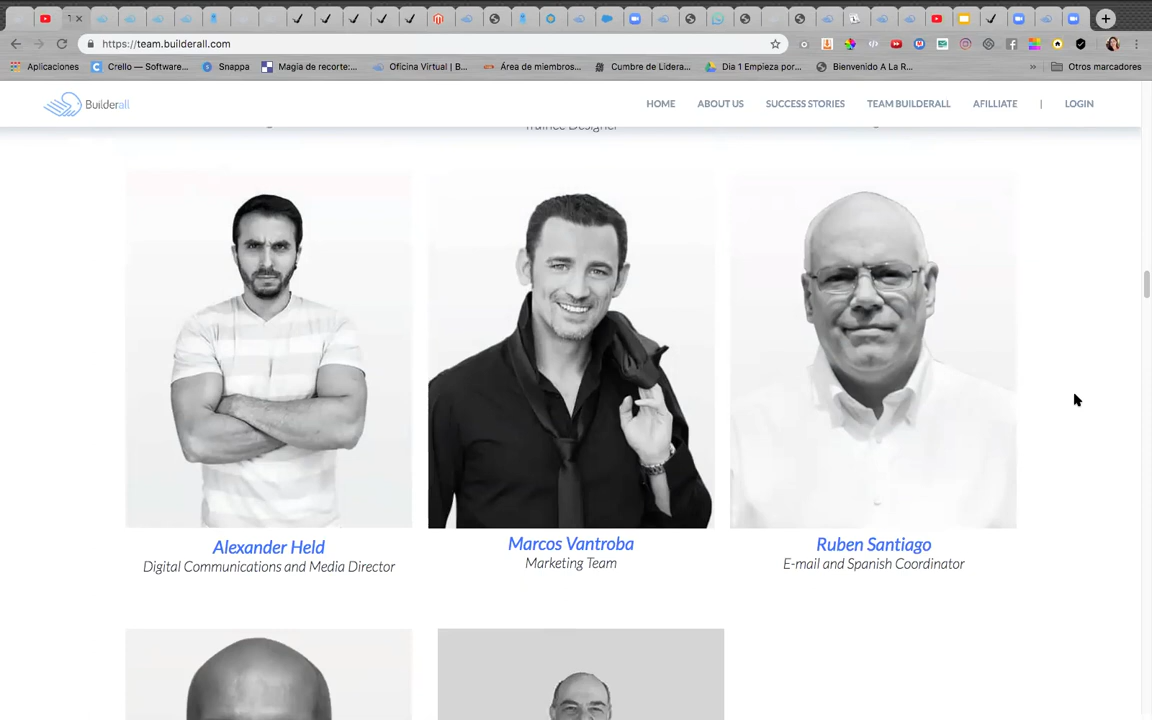 https://team.builderall.com
Aplicaciones
Crello — Software...
Snappa
Magia de recorte:...
Oficina Virtual | B...
Área de miembros...
Cumbre de Lidera...
Dia 1 Empieza por...
Bienvenido A La R...
»
Otros marcadores
Builderall
HOME
ABOUT US
SUCCESS STORIES
TEAM BUILDERALL
AFILLIATE
|
LOGIN
Trainee Designer
Alexander Held
Marcos Vantroba
Ruben Santiago
Digital Communications and Media Director
Marketing Team
E-mail and Spanish Coordinator